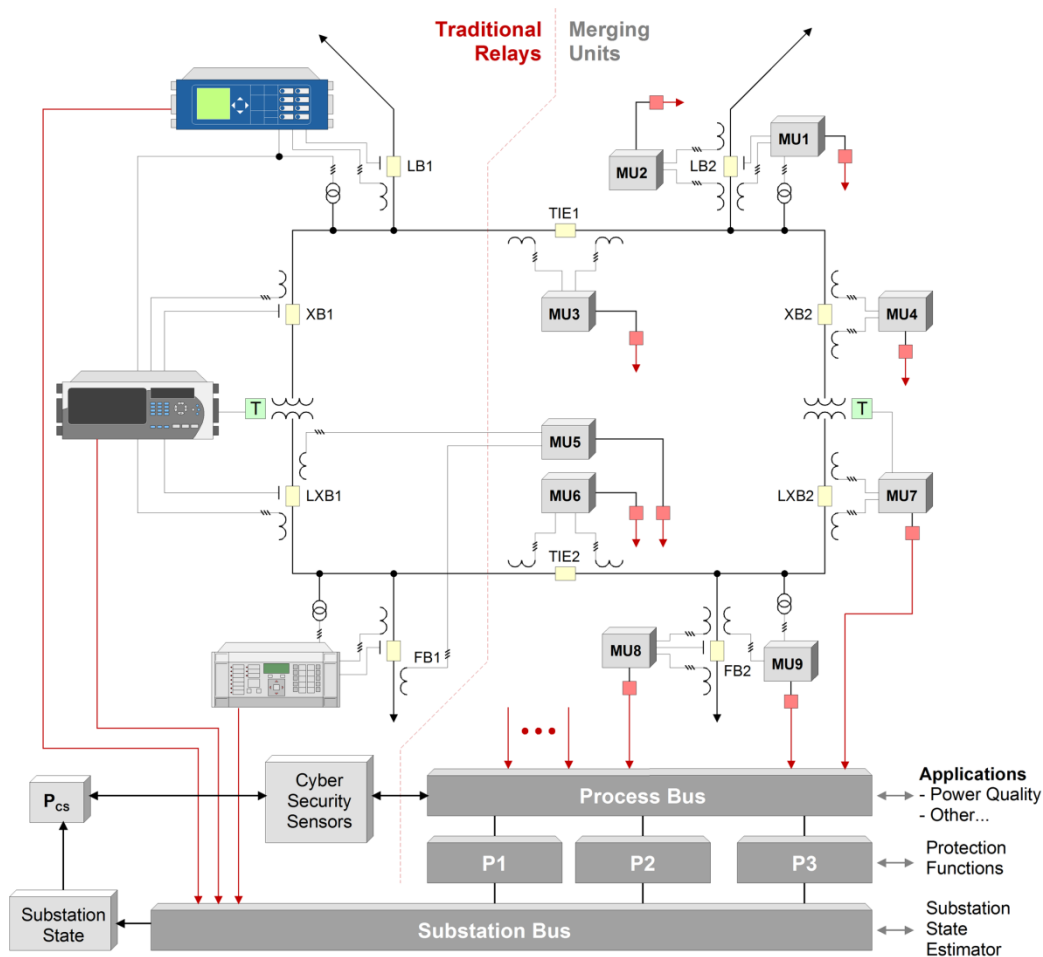 Traditional
Relays
Merging
Units
LB1
MU2
LB2
MU1
TIE1
XB1
MU3
XB2
MU4
T
T
MU5
LXB1
MU6
LXB2
MU7
TIE2
FB1
MU8
FB2
MU9
PCS
Cyber
Security
Sensors
Process Bus
Applications
- Power Quality
- Other...
P1
P2
P3
Protection
Functions
Substation
State
Substation Bus
Substation
State
Estimator